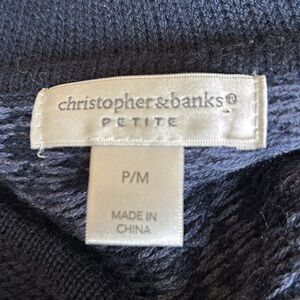 christopher&banks®
PETITE
P/M
MADE IN
CHINA